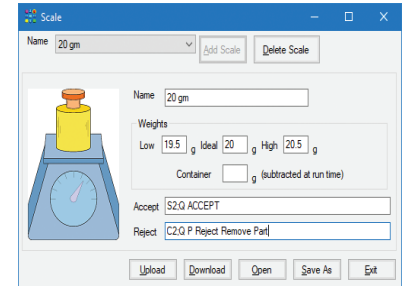 Scale
Name 20 gm Add Scale Delete Scale
Name 20 gm
Weights
Low 19.5 g Ideal 20 g High 20.5 g
Container g (subtracted at run time)
Accept S2;Q ACCEPT
Reject C2;Q P Reject Remove Part
Upload Download Open Save As Exit